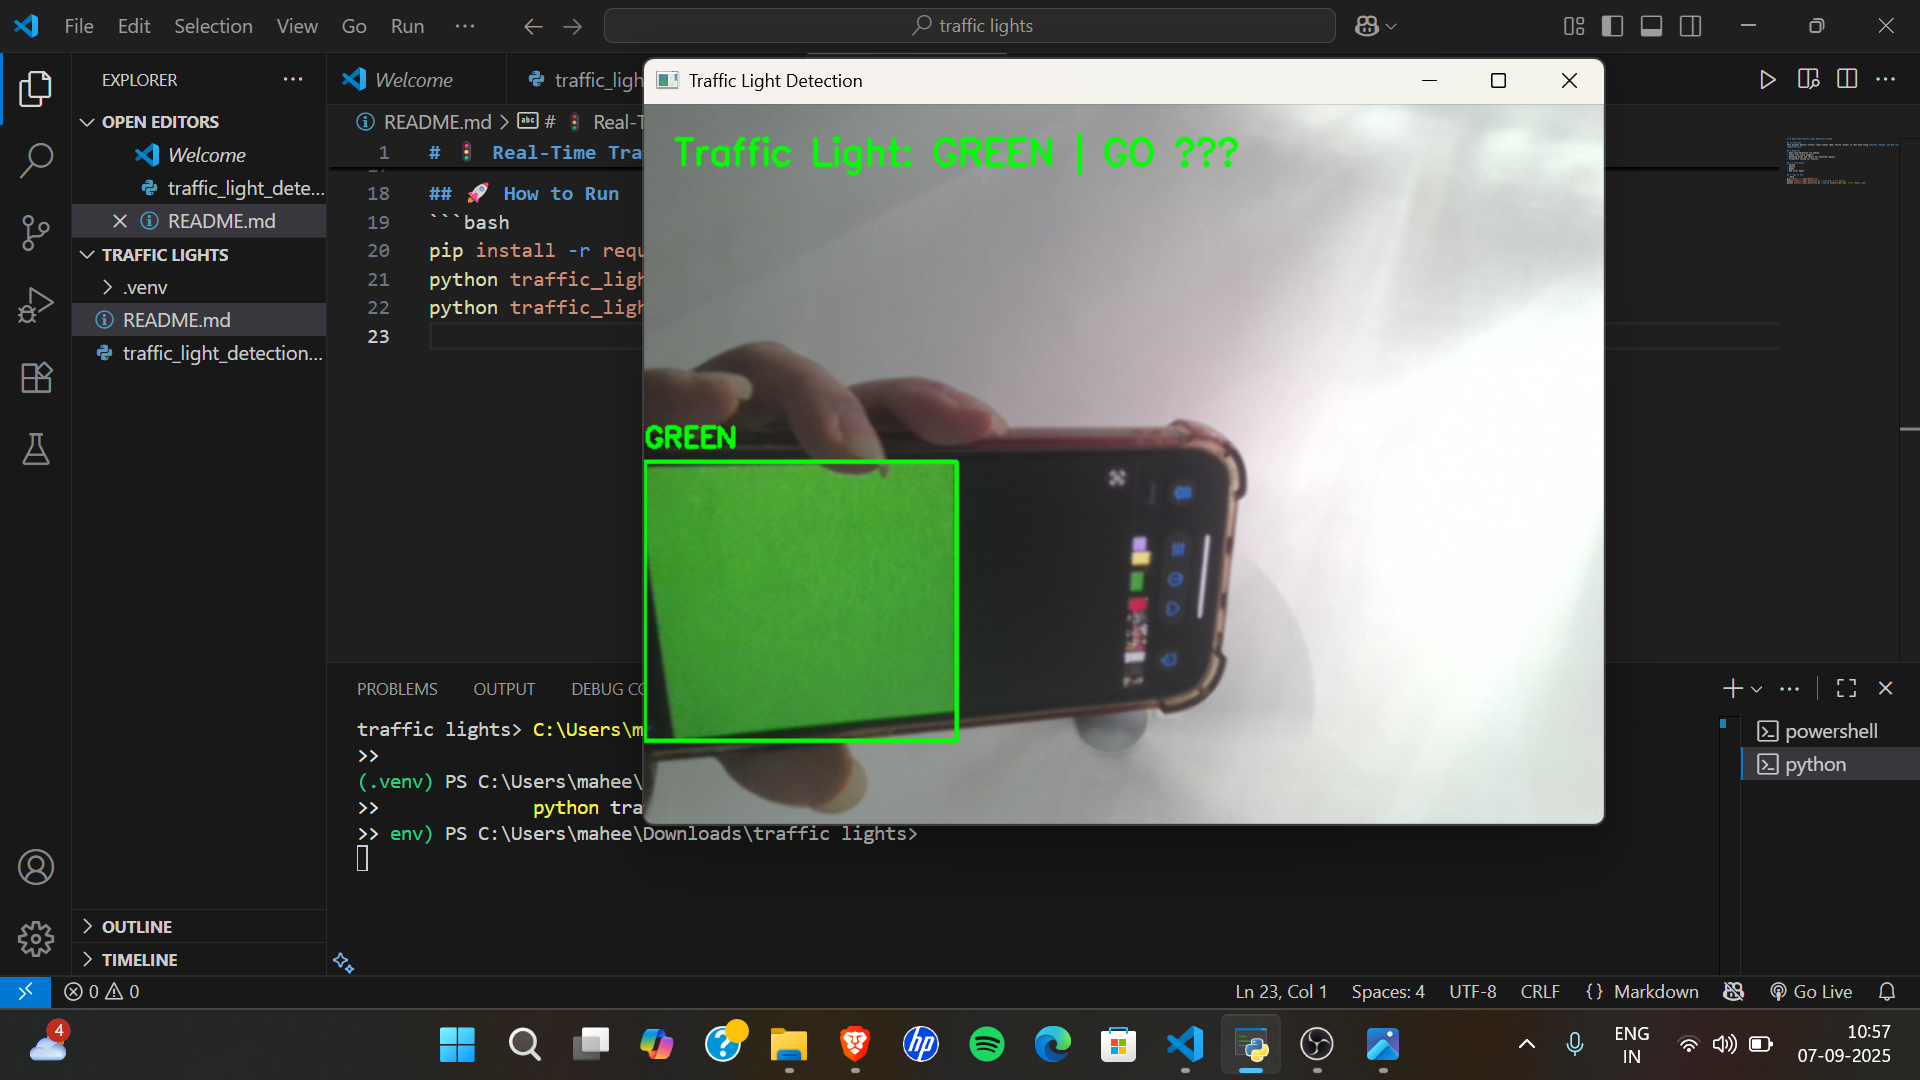 File Edit Selection View Go Run ...
traffic lights
EXPLORER
OPEN EDITORS
Welcome
traffic_light_dete...
README.md
TRAFFIC LIGHTS
.venv
README.md
traffic_light_detection...
OUTLINE
TIMELINE
Welcome
traffic_ligh
README.md > # 🚦 Real-T
1 # 🚦 Real-Time Tra
18 ## 🚀 How to Run
19 ```bash
20 pip install -r requ
21 python traffic_ligh
22 python traffic_ligh
23
Traffic Light Detection
Traffic Light: GREEN | GO ???
GREEN
PROBLEMS OUTPUT DEBUG CO
traffic lights> C:\Users\m
>>
(.venv) PS C:\Users\mahee\
>> python tra
>> env) PS C:\Users\mahee\Downloads\traffic lights>
powershell
python
0 0
Ln 23, Col 1 Spaces: 4 UTF-8 CRLF {} Markdown Go Live
4
hp
ENG
IN
10:57
07-09-2025